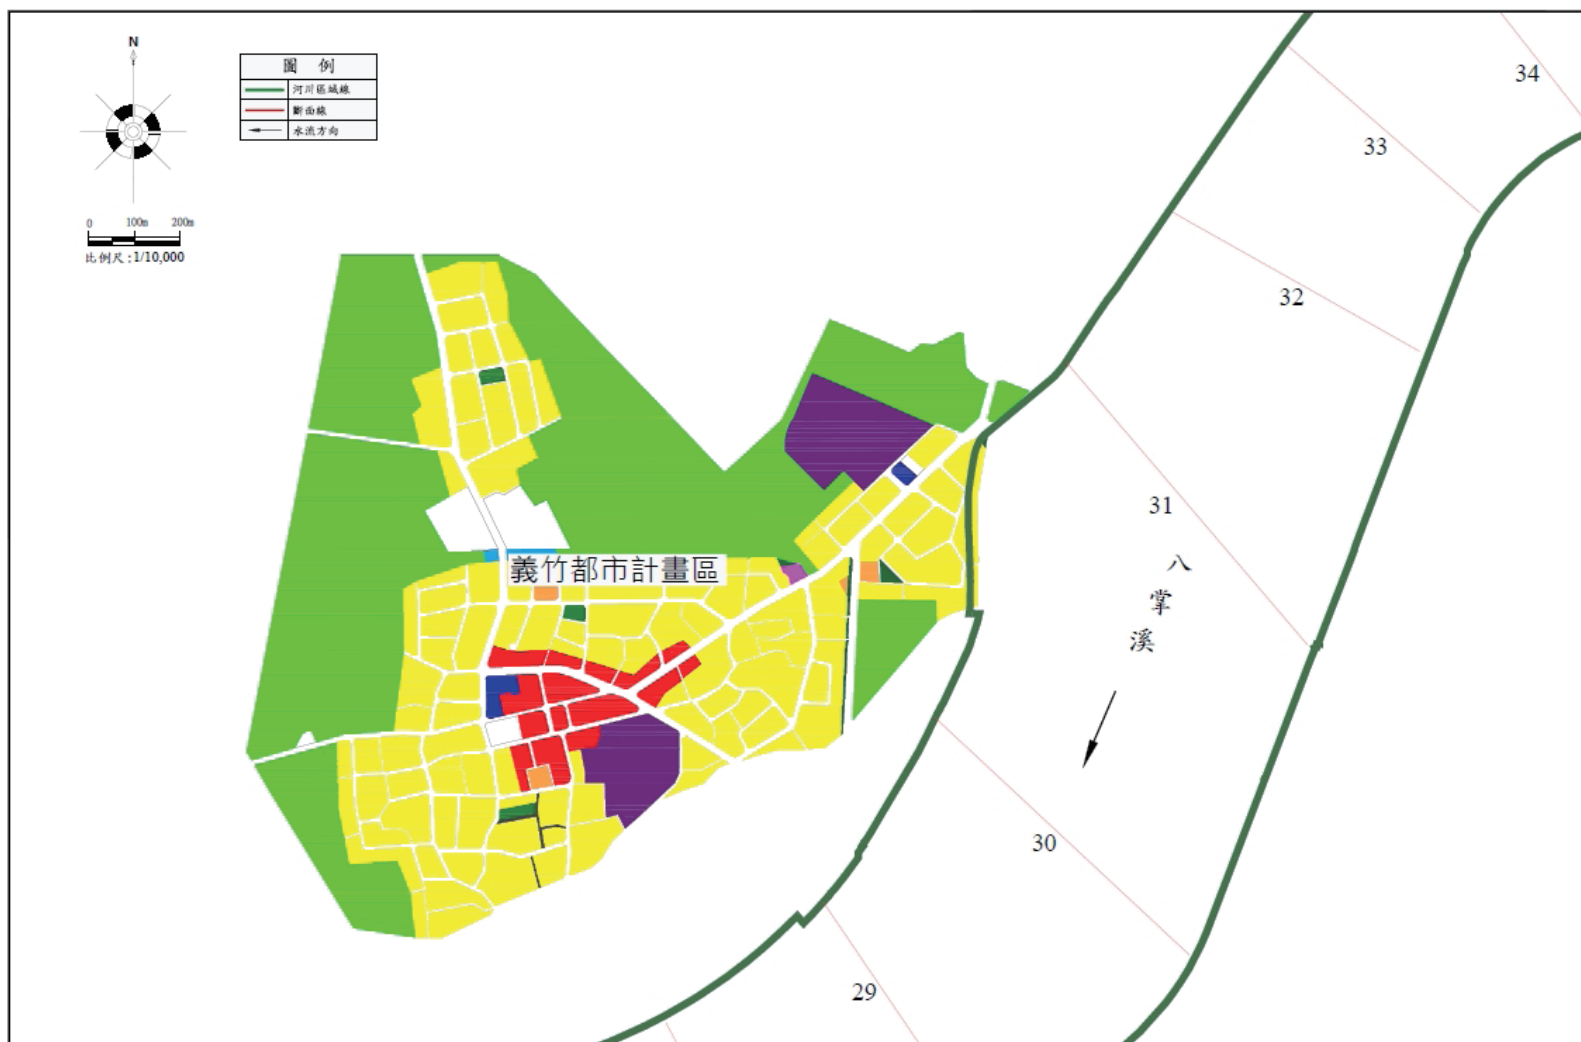 N
圖 例
河川區域線
斷面線
水流方向
0 100m 200m
比例尺:1/10,000
34
33
32
31
八掌溪
義竹都市計畫區
30
29